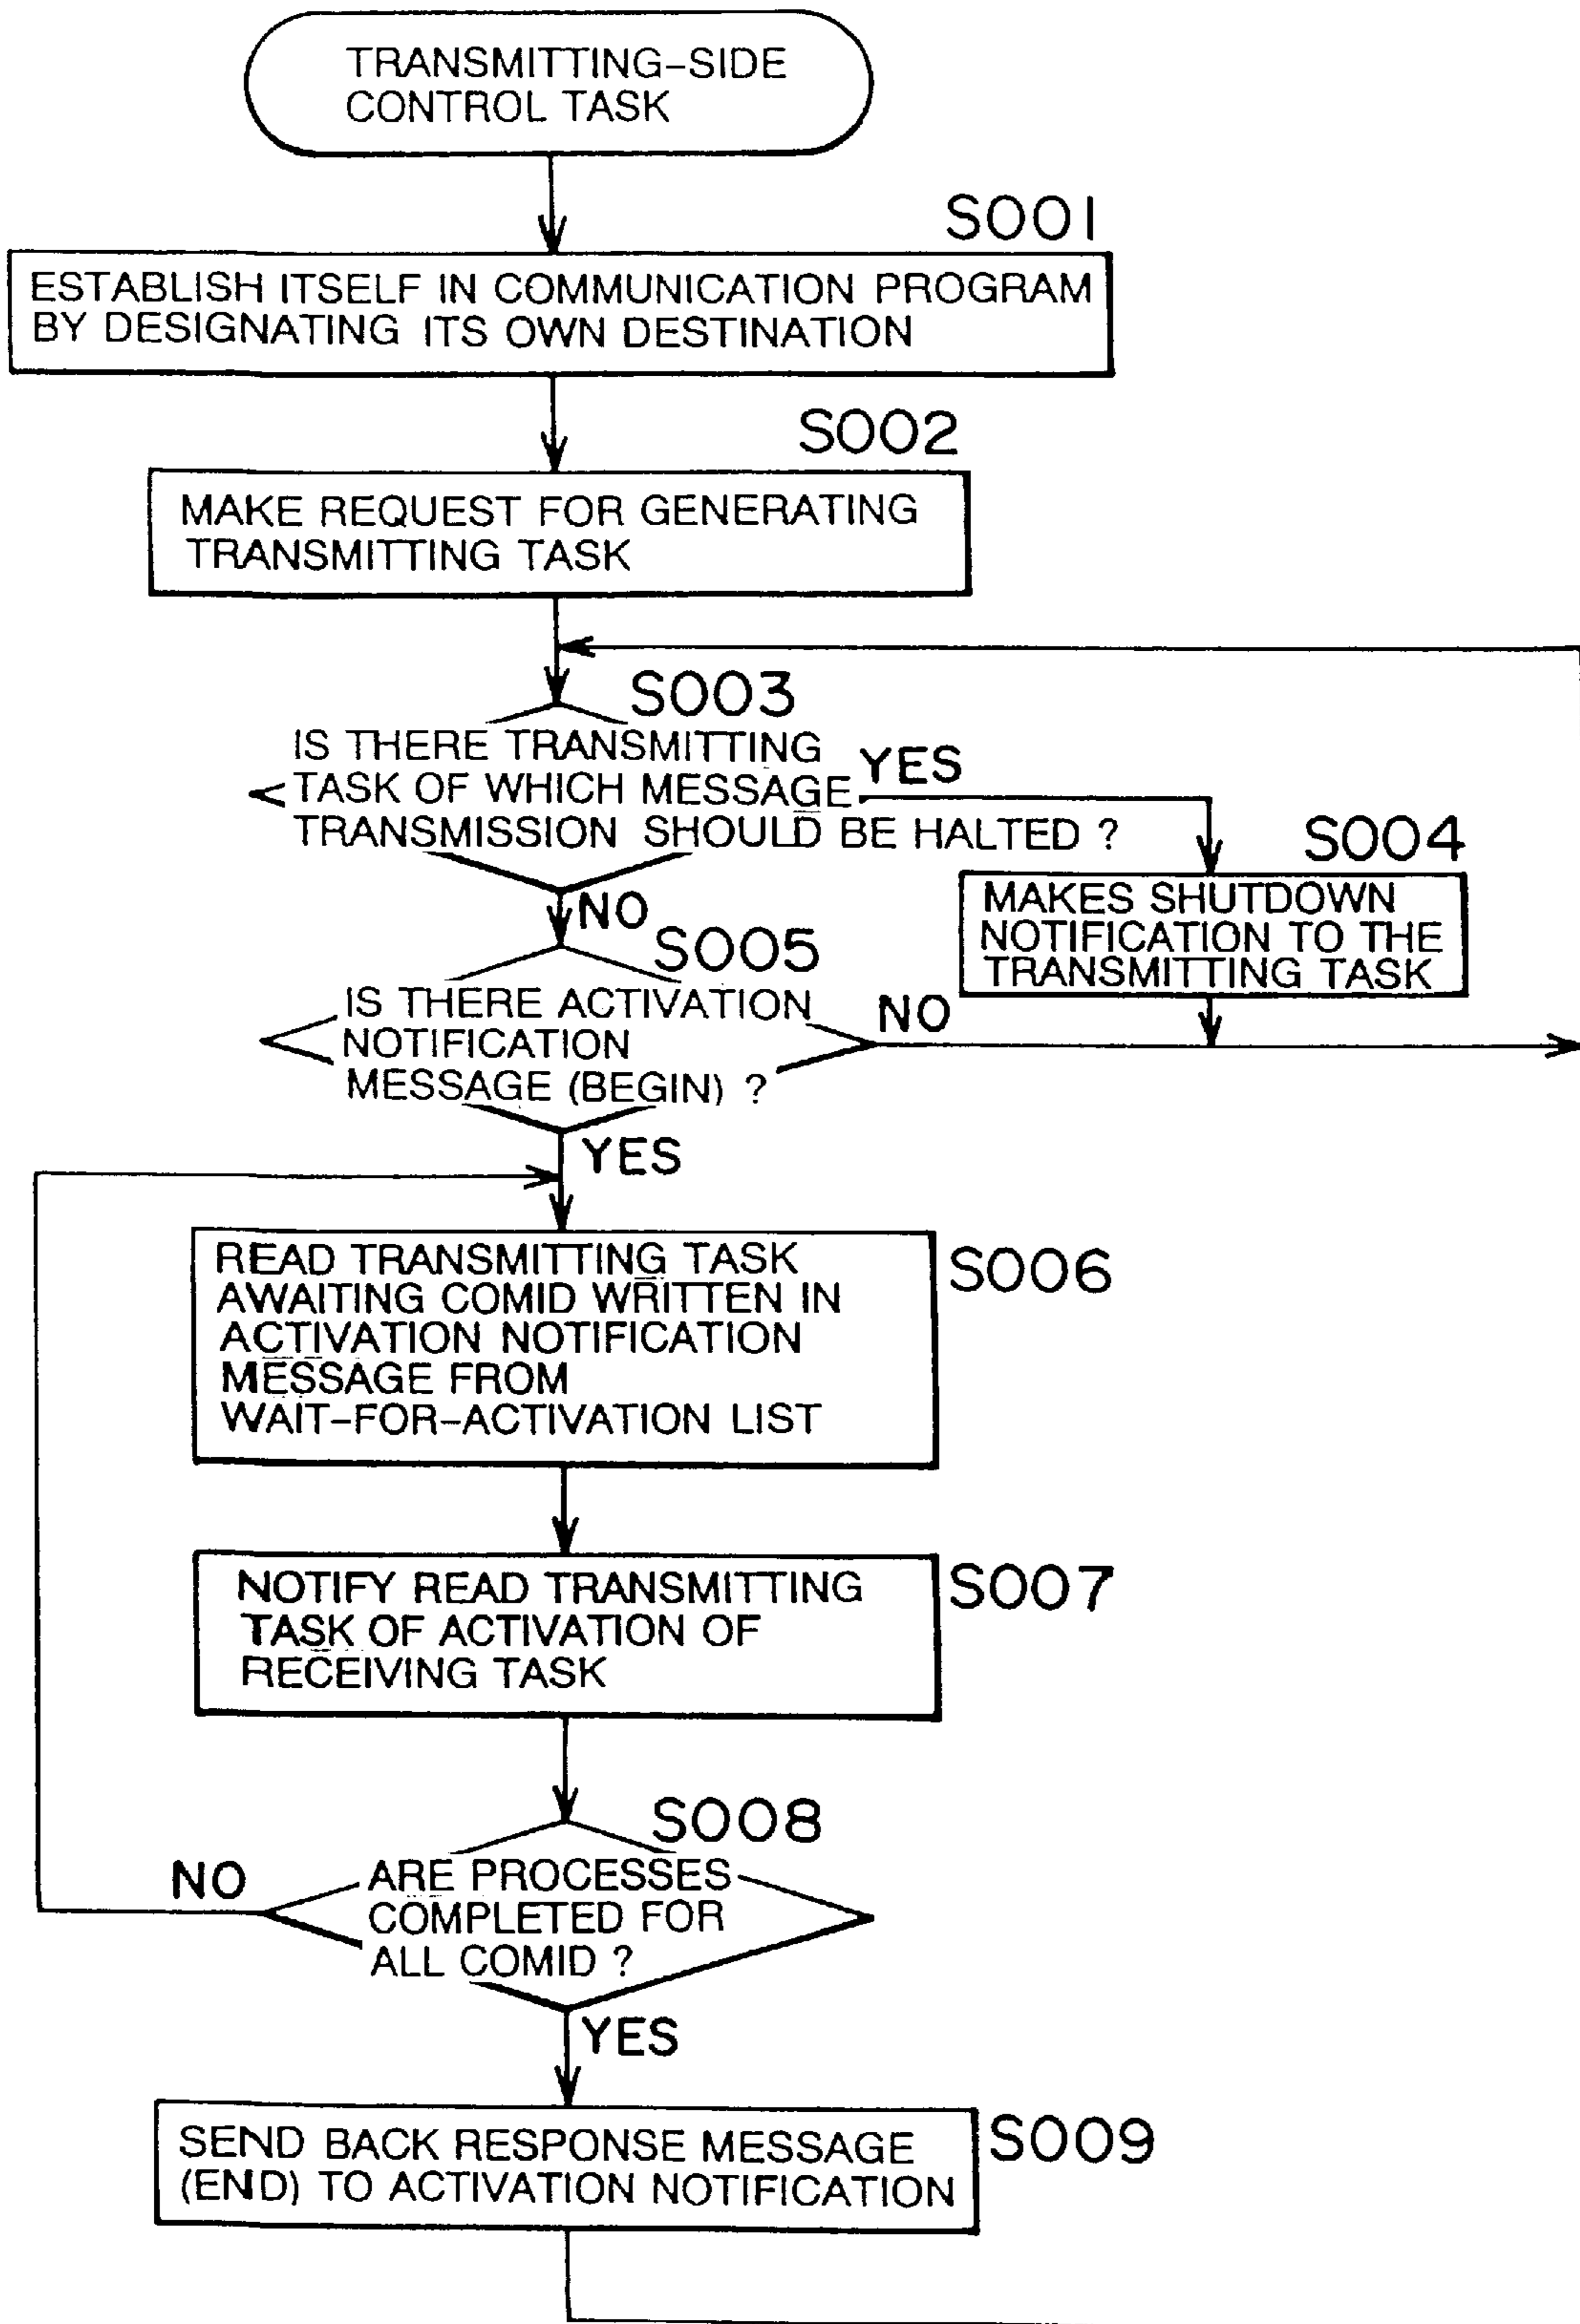 TRANSMITTING-SIDE
CONTROL TASK
S001
ESTABLISH ITSELF IN COMMUNICATION PROGRAM
BY DESIGNATING ITS OWN DESTINATION
S002
MAKE REQUEST FOR GENERATING
TRANSMITTING TASK
S003
IS THERE TRANSMITTING
TASK OF WHICH MESSAGE
TRANSMISSION SHOULD BE HALTED ?
YES
S004
MAKES SHUTDOWN
NOTIFICATION TO THE
TRANSMITTING TASK
NO
S005
IS THERE ACTIVATION
NOTIFICATION
MESSAGE (BEGIN) ?
NO
YES
READ TRANSMITTING TASK
AWAITING COMID WRITTEN IN
ACTIVATION NOTIFICATION
MESSAGE FROM
WAIT-FOR-ACTIVATION LIST
S006
NOTIFY READ TRANSMITTING
TASK OF ACTIVATION OF
RECEIVING TASK
S007
S008
NO
ARE PROCESSES
COMPLETED FOR
ALL COMID ?
YES
SEND BACK RESPONSE MESSAGE
(END) TO ACTIVATION NOTIFICATION
S009